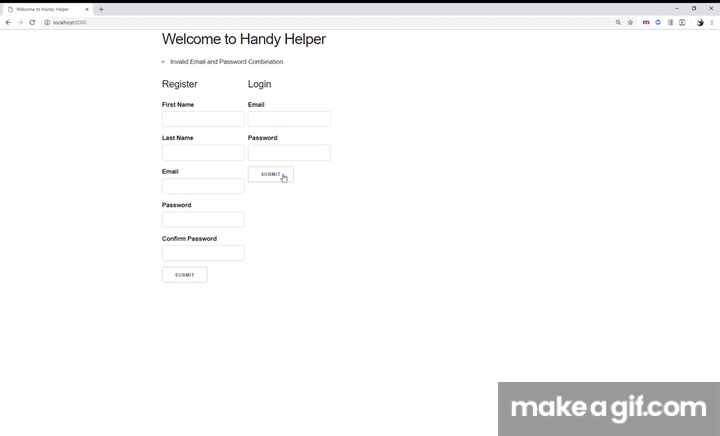 Welcome to Handy Helper
localhost:8000
Welcome to Handy Helper
Invalid Email and Password Combination
Register
First Name
Last Name
Email
Password
Confirm Password
SUBMIT
Login
Email
Password
SUBMIT
make a gif.com